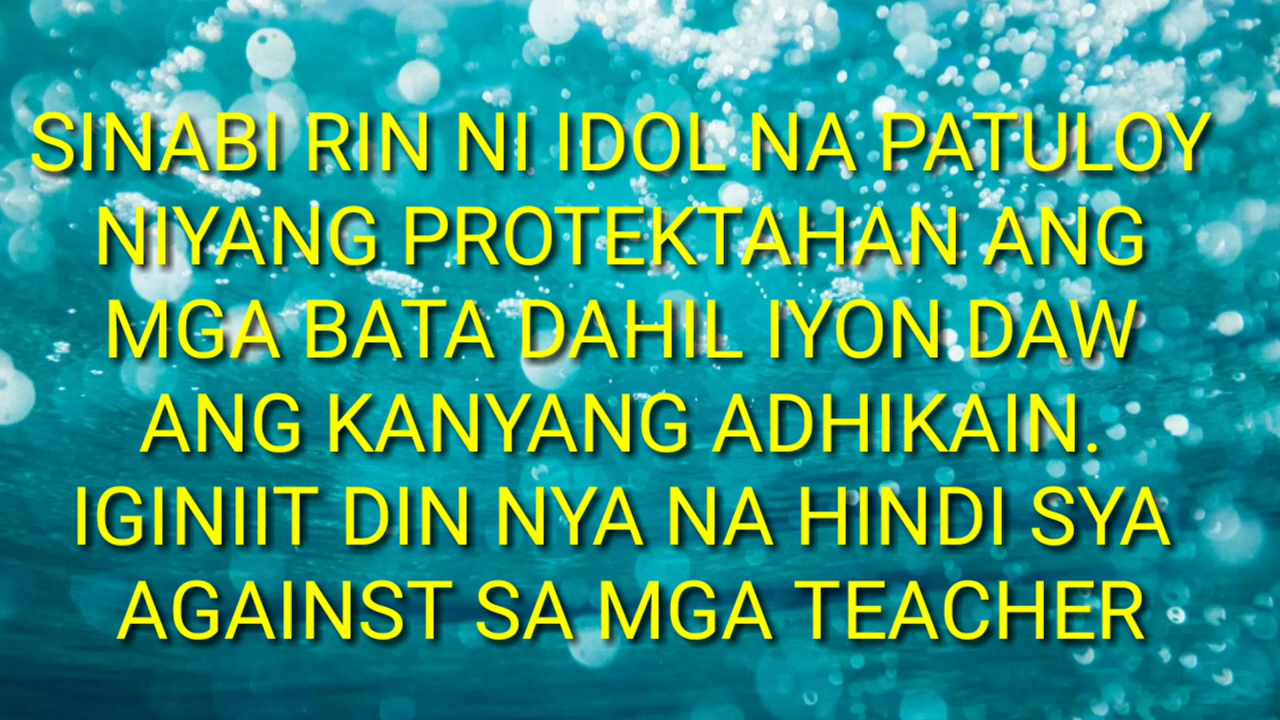 SINABI RIN NI IDOL NA PATULOY
NIYANG PROTEKTAHAN ANG
MGA BATA DAHIL IYON DAW
ANG KANYANG ADHIKAIN.
IGINIIT DIN NYA NA HINDI SYA
AGAINST SA MGA TEACHER